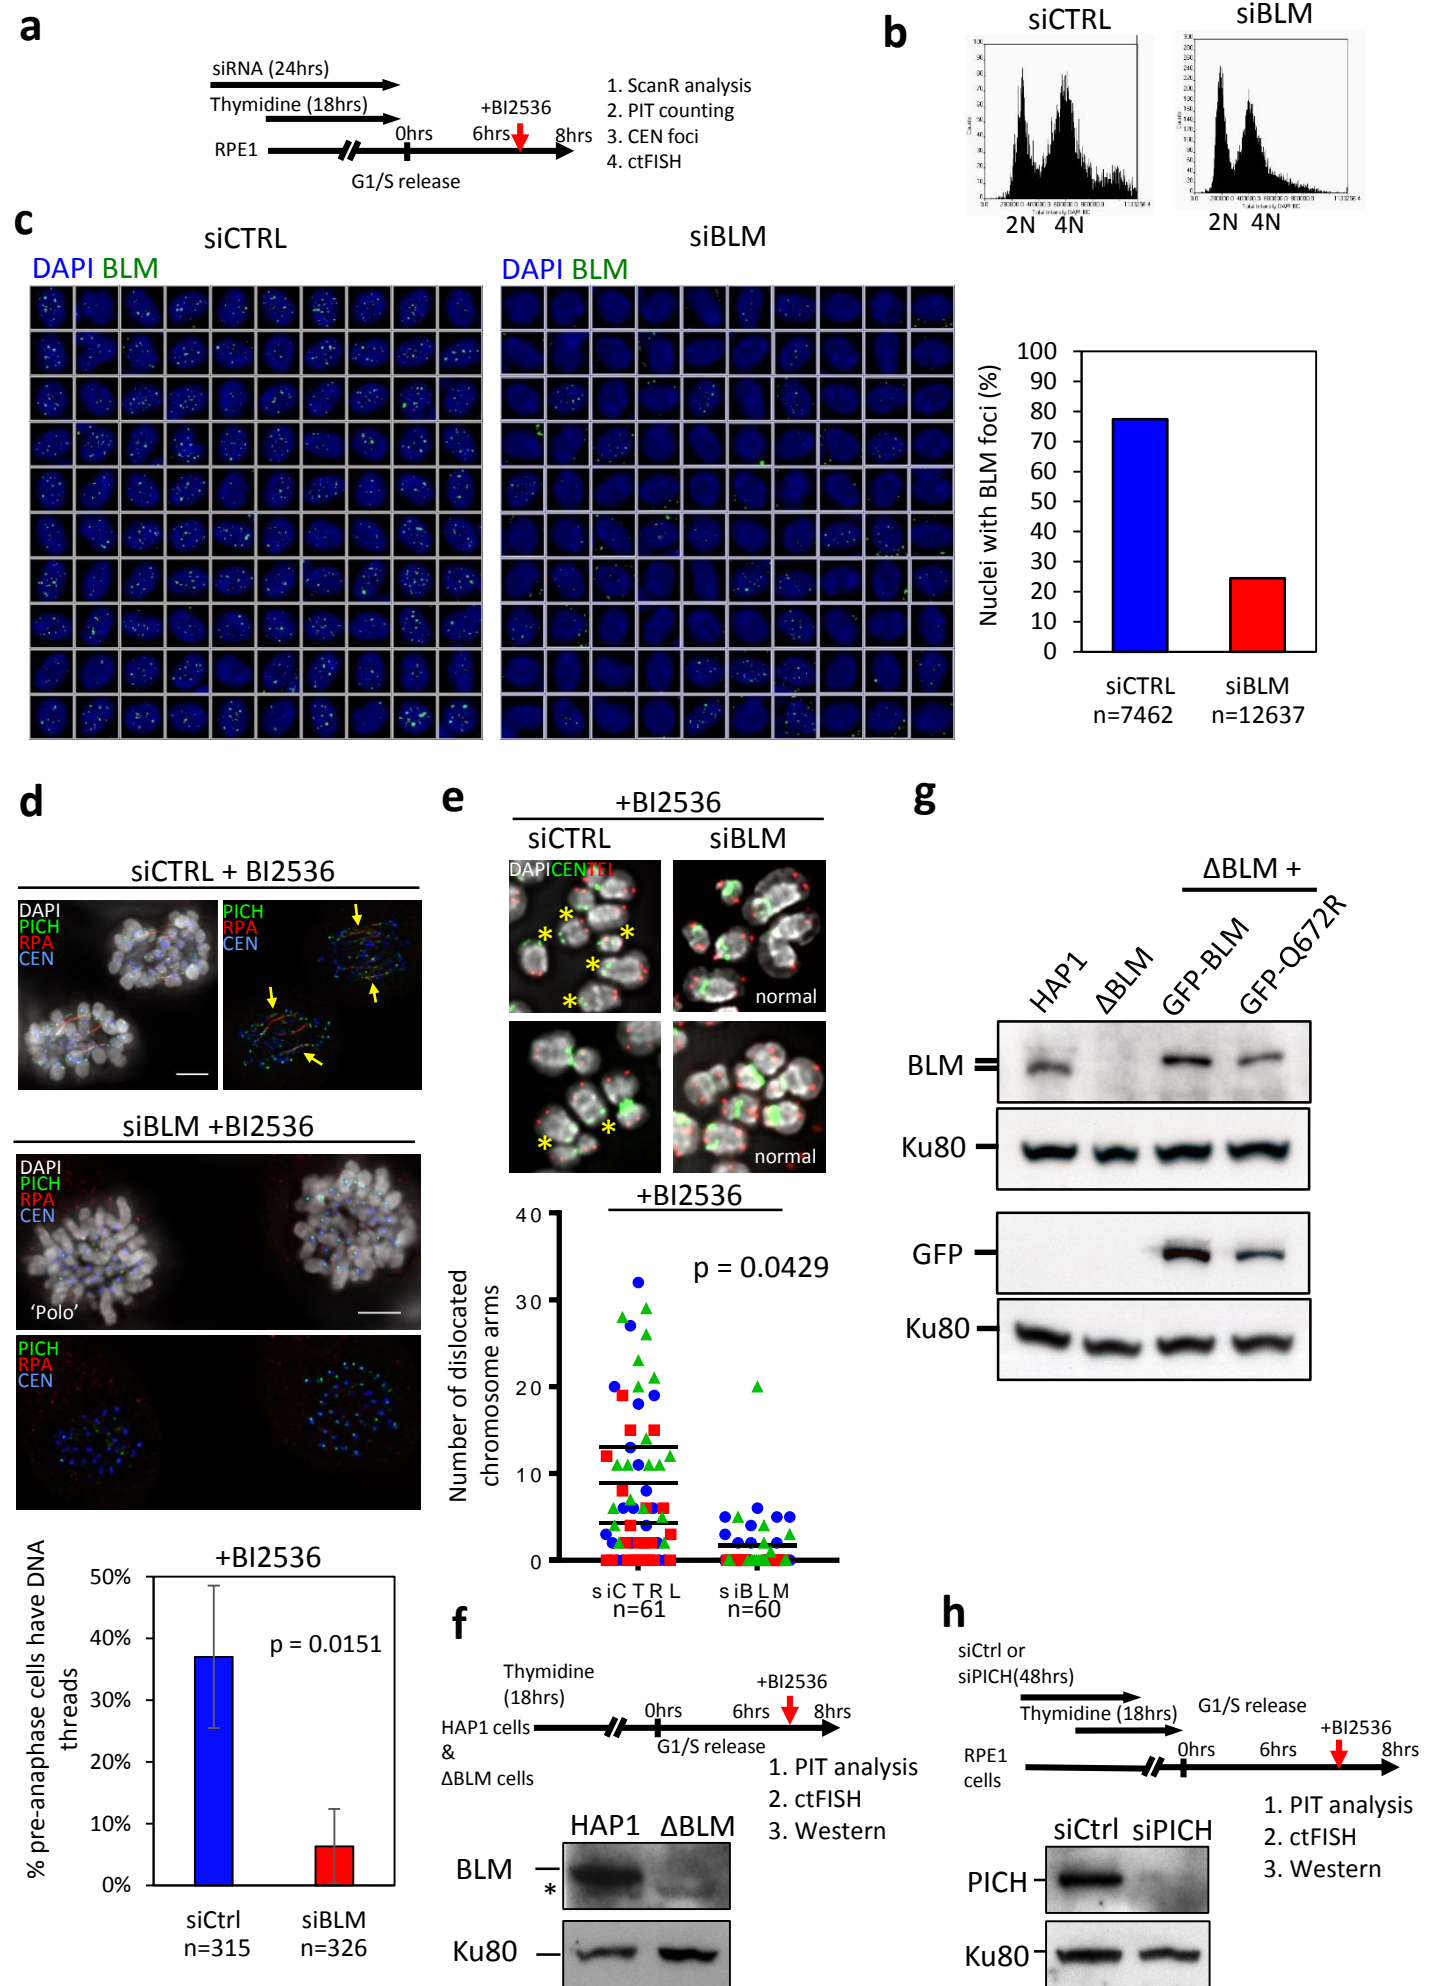 a
siRNA (24hrs)
Thymidine (18hrs)
+BI2536
0hrs
6hrs
8hrs
RPE1
G1/S release
1. ScanR analysis
2. PIT counting
3. CEN foci
4. ctFISH
b
siCTRL
siBLM
2N 4N
2N 4N
c
siCTRL
siBLM
DAPI BLM
DAPI BLM
Nuclei with BLM foci (%)
100
90
80
70
60
50
40
30
20
10
0
siCTRL
n=7462
siBLM
n=12637
d
siCTRL + BI2536
DAPI
PICH
RPA
CEN
PICH
RPA
CEN
siBLM +BI2536
DAPI
PICH
RPA
CEN
'Polo'
PICH
RPA
CEN
+BI2536
% pre-anaphase cells have DNA
threads
50%
40%
30%
20%
10%
0%
p = 0.0151
siCtrl
n=315
siBLM
n=326
e
+BI2536
siCTRL
siBLM
DAPICENTEL
*
*
*
*
*
normal
*
*
normal
+BI2536
Number of dislocated
chromosome arms
40
30
20
10
0
p = 0.0429
siCTRL
n=61
siBLM
n=60
f
Thymidine
(18hrs)
+BI2536
0hrs
6hrs
8hrs
HAP1 cells
&
ΔBLM cells
G1/S release
1. PIT analysis
2. ctFISH
3. Western
HAP1 ΔBLM
BLM
*
Ku80
g
ΔBLM +
HAP1
ΔBLM
GFP-BLM
GFP-Q672R
BLM
Ku80
GFP
Ku80
h
siCtrl or
siPICH(48hrs)
Thymidine (18hrs)
G1/S release
+BI2536
0hrs
6hrs
8hrs
RPE1
cells
1. PIT analysis
2. ctFISH
3. Western
siCtrl siPICH
PICH
Ku80